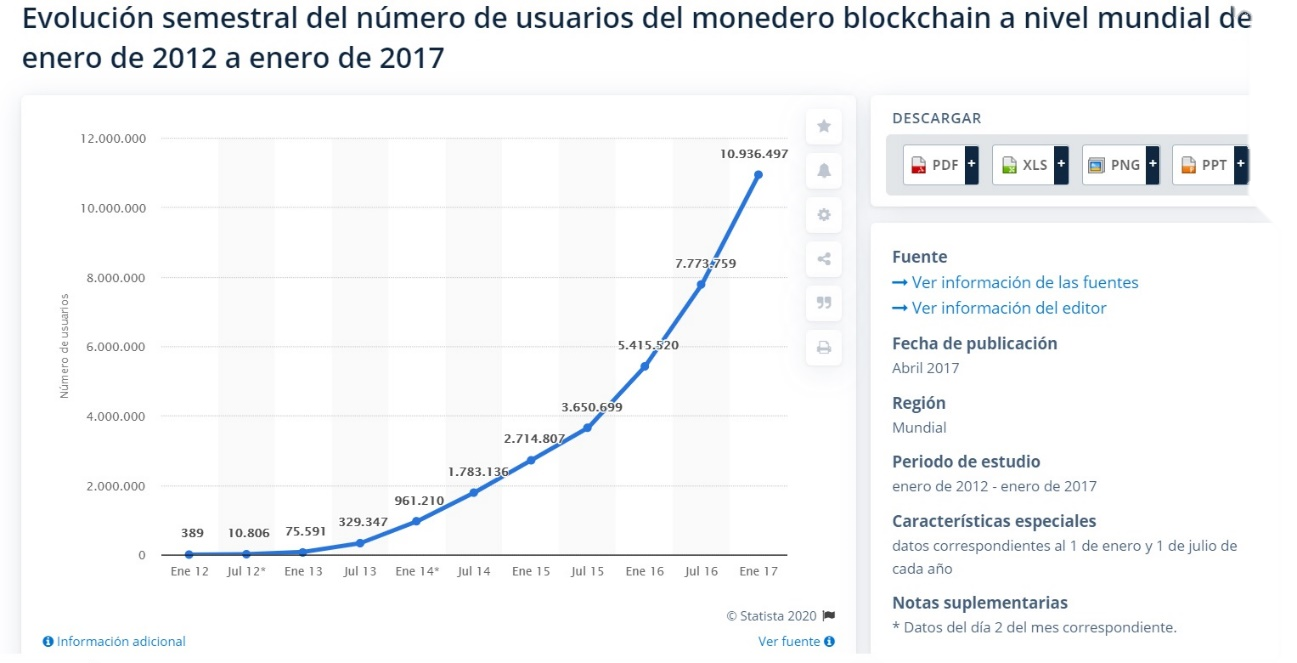 Evolución semestral del número de usuarios del monedero blockchain a nivel mundial de
enero de 2012 a enero de 2017
Número de usuarios
12.000.000
10.000.000
8.000.000
6.000.000
4.000.000
2.000.000
0
389
10.806
75.591
329.347
961.210
1.783.136
2.714.807
3.650.699
5.415.520
7.773.759
10.936.497
Ene 12 Jul 12* Ene 13 Jul 13 Ene 14* Jul 14 Ene 15 Jul 15 Ene 16 Jul 16 Ene 17
© Statista 2020
Información adicional
Ver fuente
DESCARGAR
PDF + XLS + PNG + PPT +
Fuente
→ Ver información de las fuentes
→ Ver información del editor
Fecha de publicación
Abril 2017
Región
Mundial
Periodo de estudio
enero de 2012 - enero de 2017
Características especiales
datos correspondientes al 1 de enero y 1 de julio de
cada año
Notas suplementarias
* Datos del día 2 del mes correspondiente.